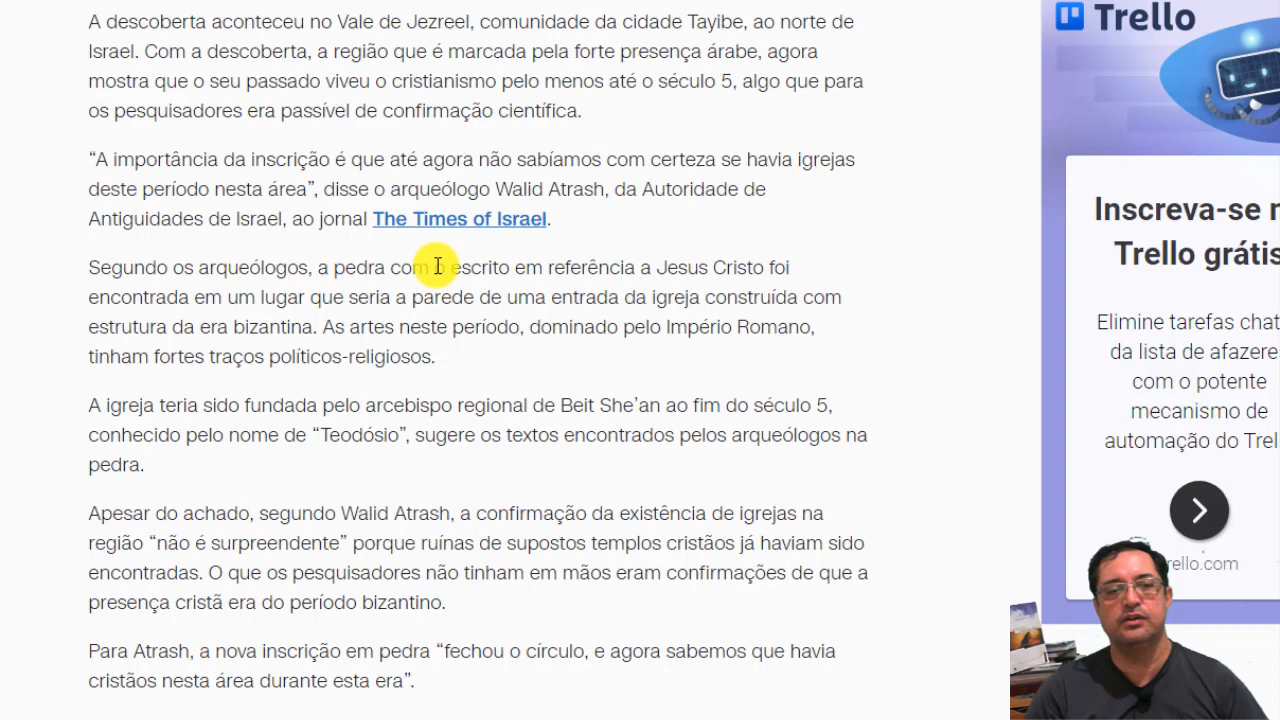 A descoberta aconteceu no Vale de Jezreel, comunidade da cidade Tayibe, ao norte de
Israel. Com a descoberta, a região que é marcada pela forte presença árabe, agora
mostra que o seu passado viveu o cristianismo pelo menos até o século 5, algo que para
os pesquisadores era passível de confirmação científica.
“A importância da inscrição é que até agora não sabíamos com certeza se havia igrejas
deste período nesta área”, disse o arqueólogo Walid Atrash, da Autoridade de
Antiguidades de Israel, ao jornal The Times of Israel.
Segundo os arqueólogos, a pedra com o escrito em referência a Jesus Cristo foi
encontrada em um lugar que seria a parede de uma entrada da igreja construída com
estrutura da era bizantina. As artes neste período, dominado pelo Império Romano,
tinham fortes traços políticos-religiosos.
A igreja teria sido fundada pelo arcebispo regional de Beit She’an ao fim do século 5,
conhecido pelo nome de “Teodósio”, sugere os textos encontrados pelos arqueólogos na
pedra.
Apesar do achado, segundo Walid Atrash, a confirmação da existência de igrejas na
região “não é surpreendente” porque ruínas de supostos templos cristãos já haviam sido
encontradas. O que os pesquisadores não tinham em mãos eram confirmações de que a
presença cristã era do período bizantino.
Para Atrash, a nova inscrição em pedra “fechou o círculo, e agora sabemos que havia
cristãos nesta área durante esta era”.
Trello
Inscreva-se n
Trello grátis
Elimine tarefas chat
da lista de afazeres
com o potente
mecanismo de
automação do Trell
rello.com